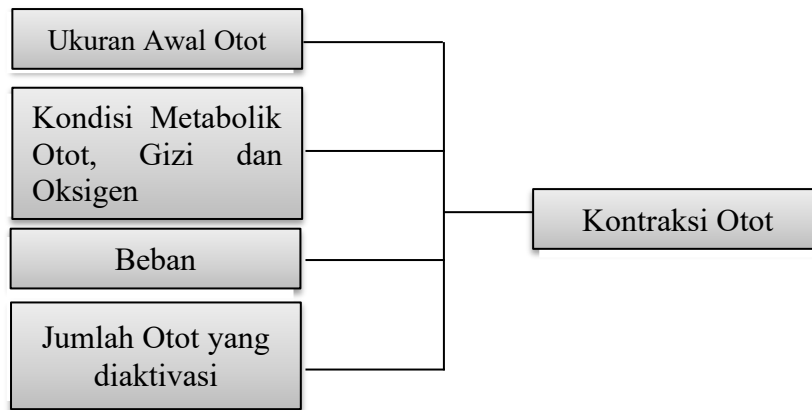 Ukuran Awal Otot
Kondisi Metabolik
Otot, Gizi dan
Oksigen
Beban
Jumlah Otot yang
diaktivasi
Kontraksi Otot